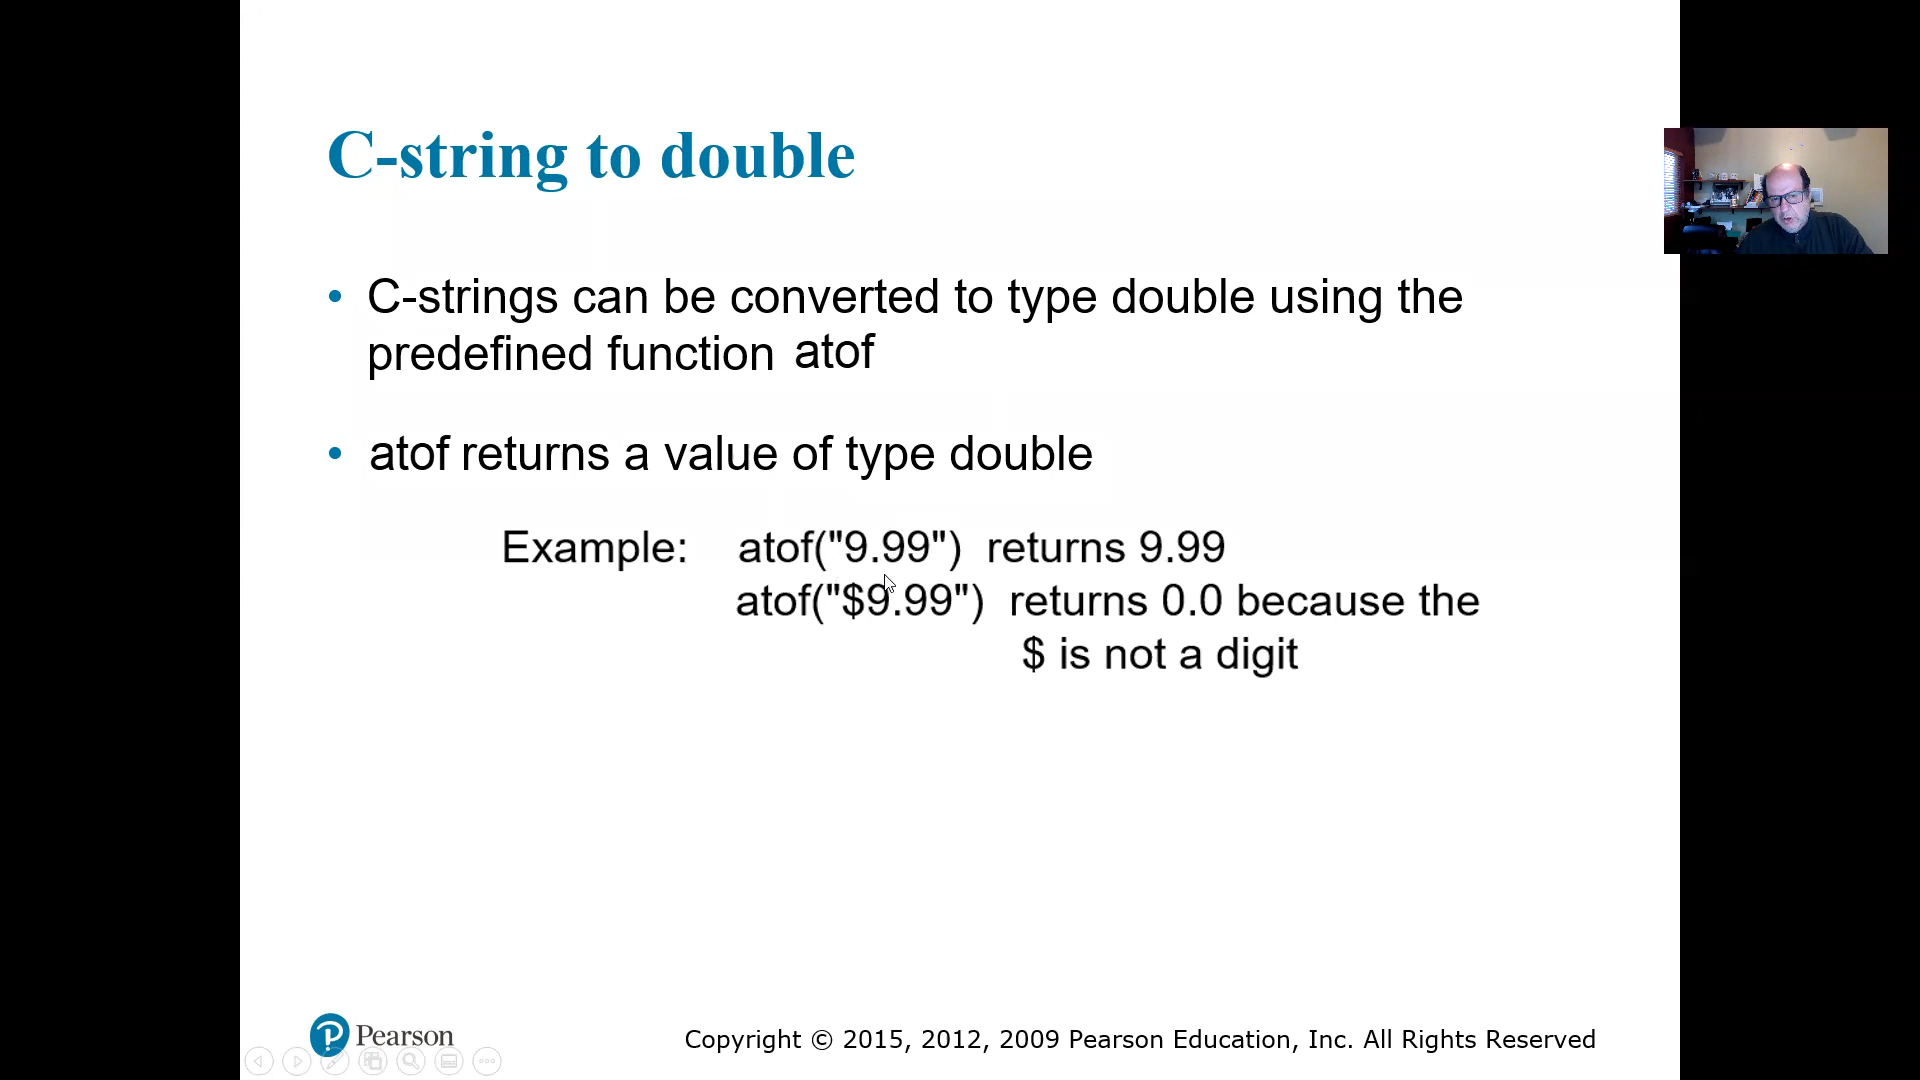 C-string to double
• C-strings can be converted to type double using the
predefined function atof
• atof returns a value of type double
Example: atof("9.99") returns 9.99
atof("$9.99") returns 0.0 because the
$ is not a digit
Pearson
Copyright © 2015, 2012, 2009 Pearson Education, Inc. All Rights Reserved